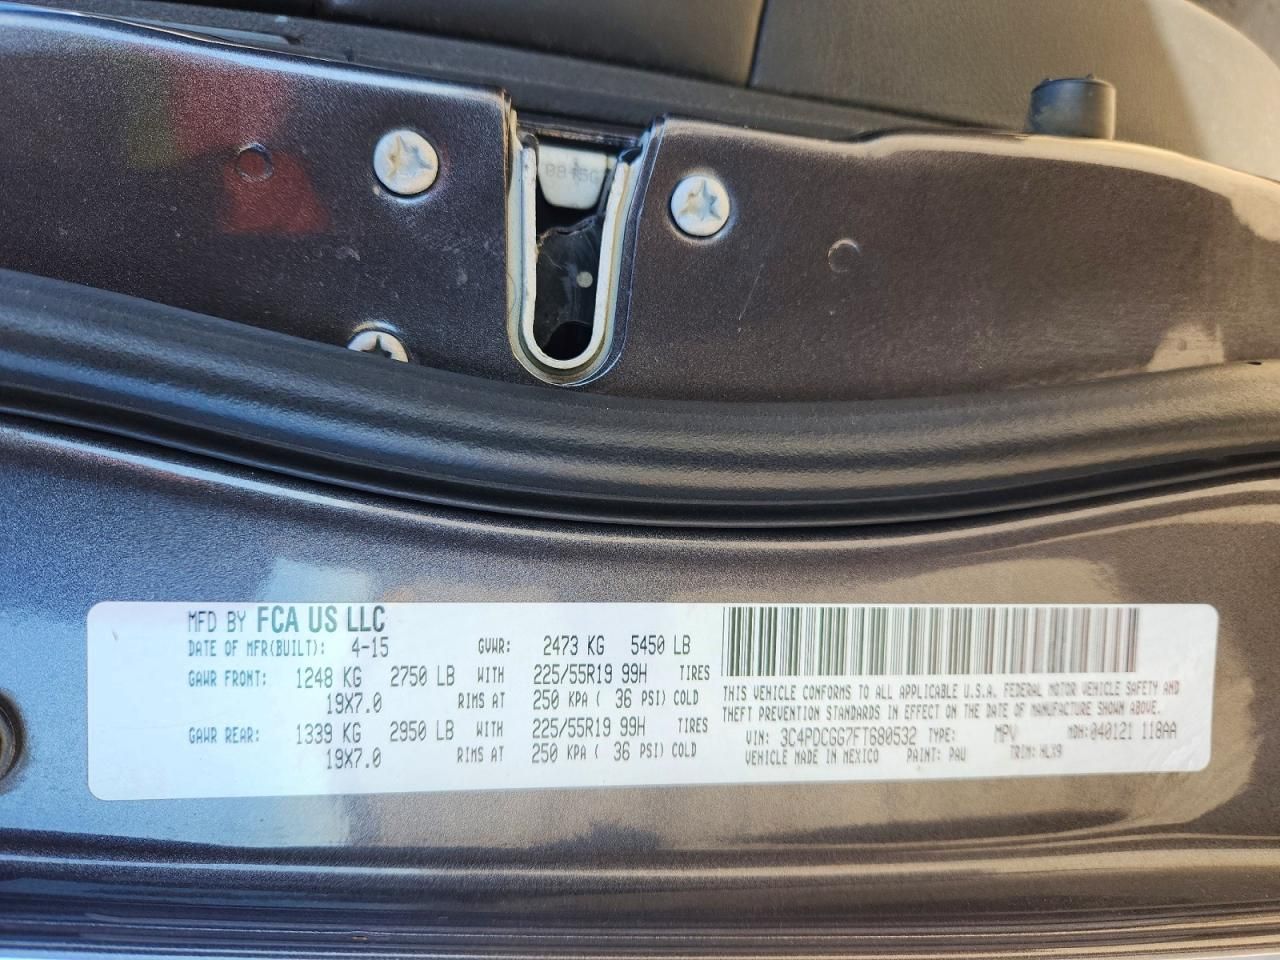 MFD BY FCA US LLC
DATE OF MFR(BUILT): 4-15 GVWR: 2473 KG 5450 LB
GAWR FRONT: 1248 KG 2750 LB WITH 225/55R19 99H TIRES
19X7.0 RIMS AT 250 KPA ( 36 PSI) COLD
GAWR REAR: 1339 KG 2950 LB WITH 225/55R19 99H TIRES
19X7.0 RIMS AT 250 KPA ( 36 PSI) COLD
THIS VEHICLE CONFORMS TO ALL APPLICABLE U.S.A. FEDERAL MOTOR VEHICLE SAFETY AND
THEFT PREVENTION STANDARDS IN EFFECT ON THE DATE OF MANUFACTURE SHOWN ABOVE.
VIN: 3C4PDCGG7FT680532 TYPE: MPV MDH: 040121 118AA
VEHICLE MADE IN MEXICO PAINT: PAU TRIM: HLX9